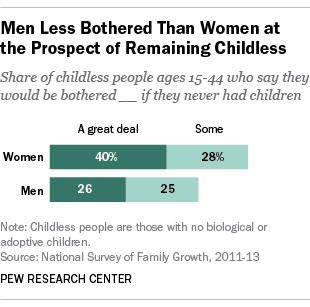 Men Less Bothered Than Women at
the Prospect of Remaining Childless
Share of childless people ages 15-44 who say they
would be bothered __ if they never had children
A great deal Some
Women 40% 28%
Men 26 25
Note: Childless people are those with no biological or
adoptive children.
Source: National Survey of Family Growth, 2011-13
PEW RESEARCH CENTER